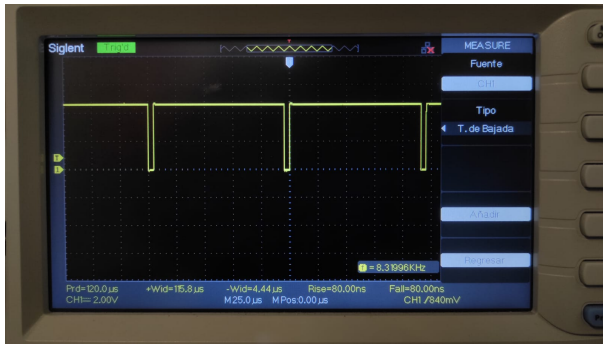 Siglent Trig'd MEASURE
Fuente
CH1
Tipo
T. de Bajada
Añadir
= 8.31996KHz
Regresar
Prd=120.0µs +Wid=115.8µs -Wid=4.44µs Rise=80.00ns Fall=80.00ns
CH1 2.00V M 25.0µs M Pos:0.00µs CH1 /840mV